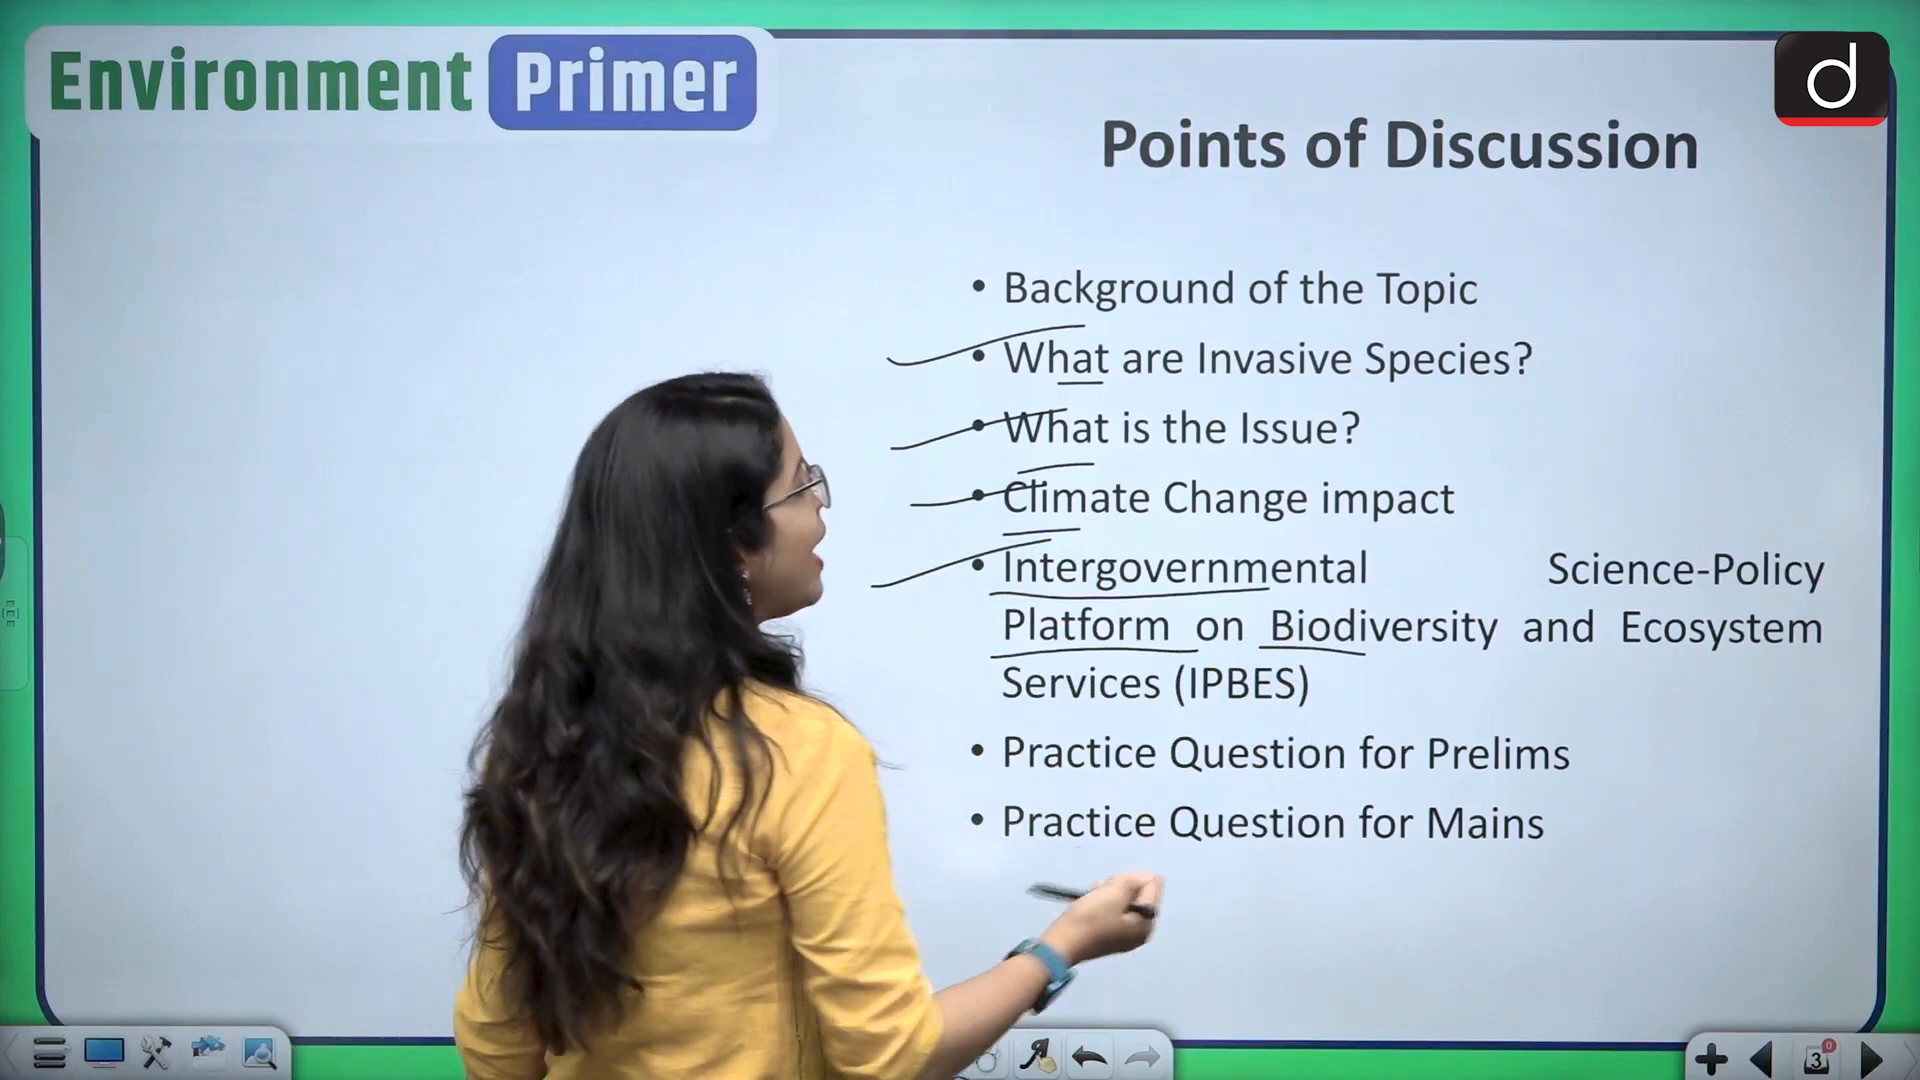 Environment Primer
d
Points of Discussion
• Background of the Topic
• What are Invasive Species?
• What is the Issue?
• Climate Change impact
• Intergovernmental Science-Policy
Platform on Biodiversity and Ecosystem
Services (IPBES)
• Practice Question for Prelims
• Practice Question for Mains
3
0